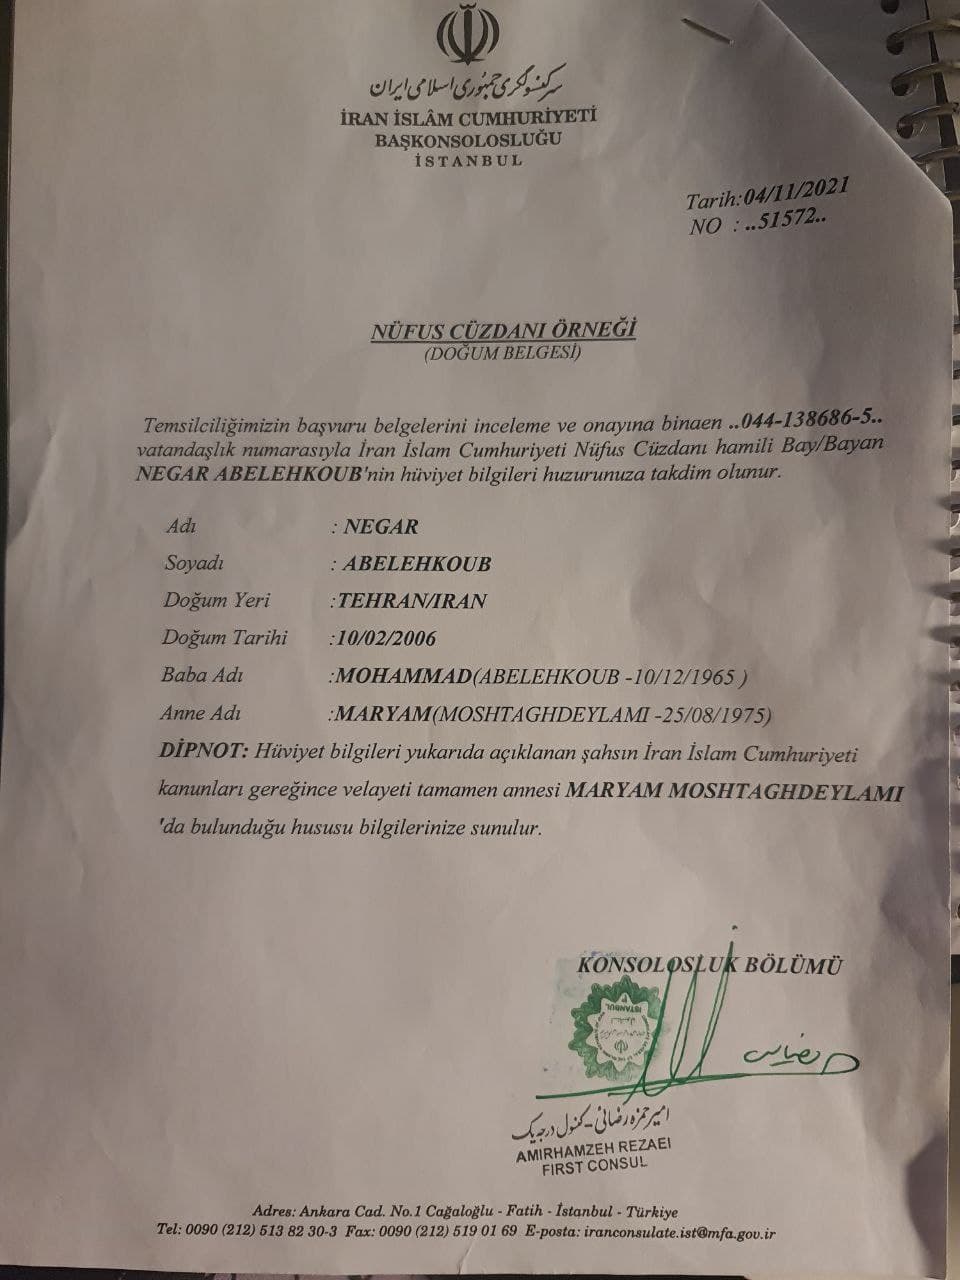 سرکنسولگری جمهوری اسلامی ایران
İRAN İSLÂM CUMHURİYETİ
BAŞKONSOLOSLUĞU
İSTANBUL
Tarih:04/11/2021
NO : ..51572..
NÜFUS CÜZDANI ÖRNEĞİ
(DOĞUM BELGESİ)
Temsilciliğimizin başvuru belgelerini inceleme ve onayına binaen ..044-138686-5..
vatandaşlık numarasıyla İran İslam Cumhuriyeti Nüfus Cüzdanı hamili Bay/Bayan
NEGAR ABELEHKOUB'nin hüviyet bilgileri huzurunuza takdim olunur.
Adı : NEGAR
Soyadı : ABELEHKOUB
Doğum Yeri :TEHRAN/IRAN
Doğum Tarihi :10/02/2006
Baba Adı :MOHAMMAD(ABELEHKOUB -10/12/1965 )
Anne Adı :MARYAM(MOSHTAGHDEYLAMI -25/08/1975)
DİPNOT: Hüviyet bilgileri yukarıda açıklanan şahsın İran İslam Cumhuriyeti
kanunları gereğince velayeti tamamen annesi MARYAM MOSHTAGHDEYLAMI
'da bulunduğu hususu bilgilerinize sunulur.
KONSOLOSLUK BÖLÜMÜ
ISTANBUL
امیرحمزه رضائی - کنسول درجه یک
AMIRHAMZEH REZAEI
FIRST CONSUL
Adres: Ankara Cad. No.1 Cağaloğlu - Fatih - İstanbul - Türkiye
Tel: 0090 (212) 513 82 30-3 Fax: 0090 (212) 519 01 69 E-posta: iranconsulate.ist@mfa.gov.ir